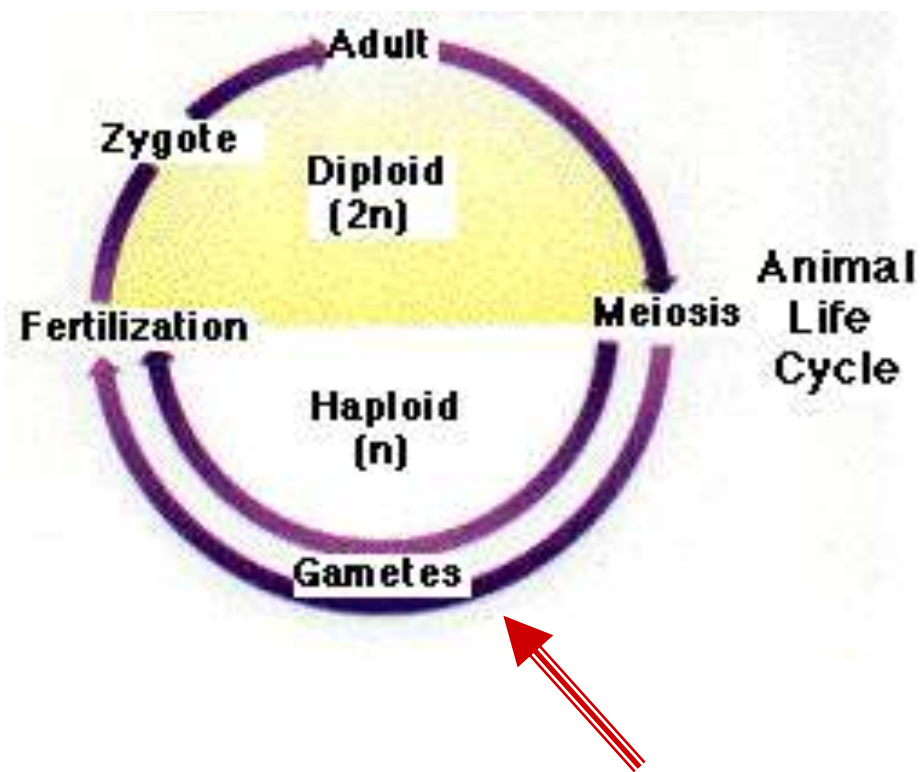 Adult
Zygote
Diploid
(2n)
Fertilization
Meiosis
Animal
Life
Cycle
Haploid
(n)
Gametes